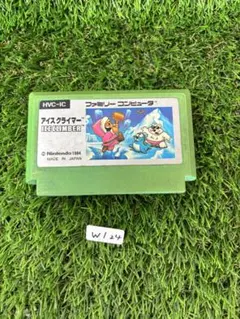 HVC-IC
ファミリー コンピュータ
アイスクライマー
ICE CLIMBER
© Nintendo 1984
MADE IN JAPAN
W124